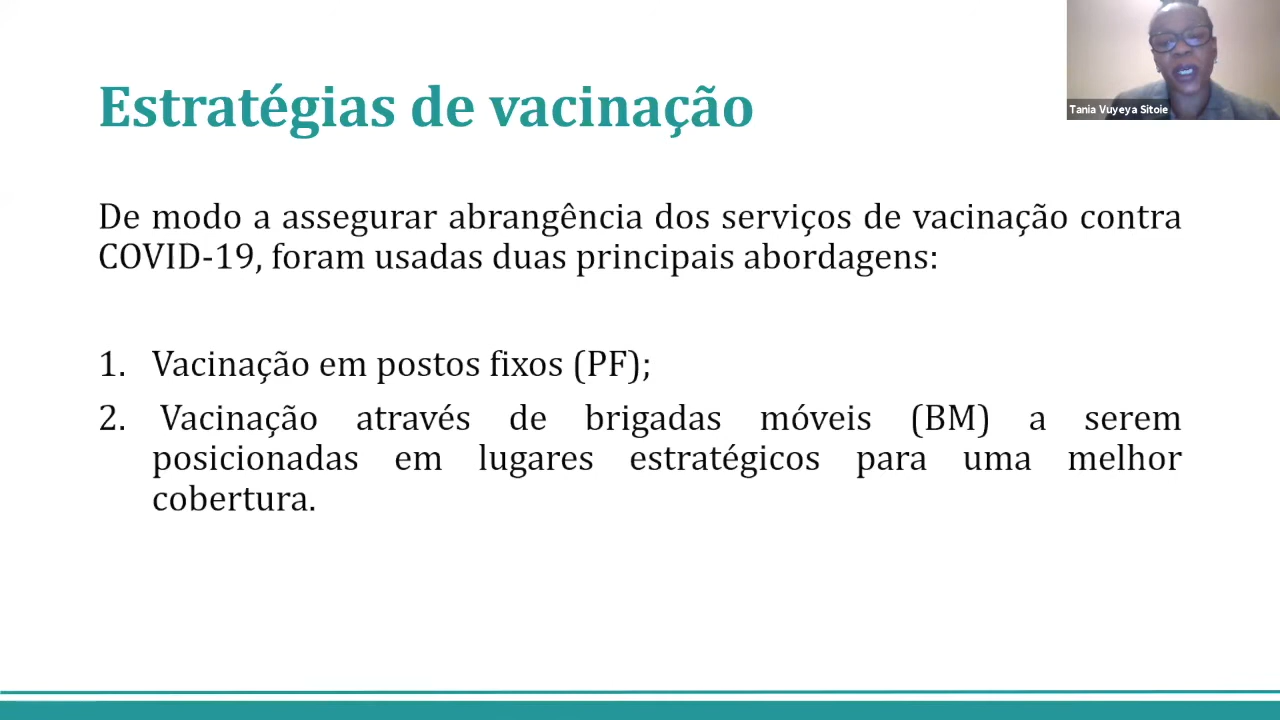 Estratégias de vacinação
Tania Vuyeya Sitoie
De modo a assegurar abrangência dos serviços de vacinação contra
COVID-19, foram usadas duas principais abordagens:
1. Vacinação em postos fixos (PF);
2. Vacinação através de brigadas móveis (BM) a serem
posicionadas em lugares estratégicos para uma melhor
cobertura.